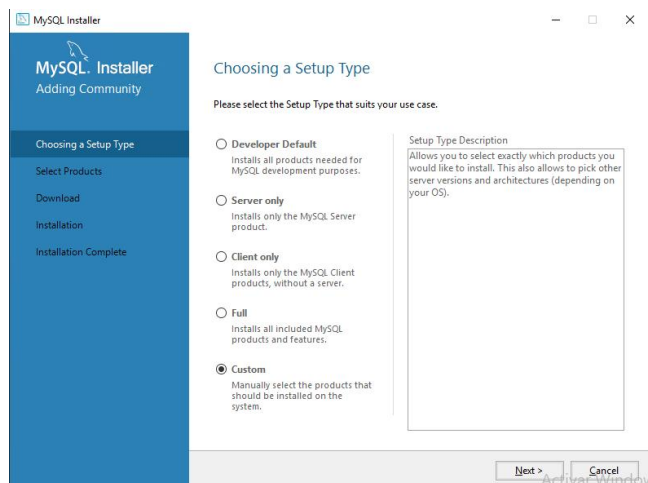 MySQL Installer
MySQL. Installer
Adding Community
Choosing a Setup Type
Select Products
Download
Installation
Installation Complete
Choosing a Setup Type
Please select the Setup Type that suits your use case.
Developer Default
Installs all products needed for
MySQL development purposes.
Server only
Installs only the MySQL Server
product.
Client only
Installs only the MySQL Client
products, without a server.
Full
Installs all included MySQL
products and features.
Custom
Manually select the products that
should be installed on the
system.
Setup Type Description
Allows you to select exactly which products you
would like to install. This also allows to pick other
server versions and architectures (depending on
your OS).
Next >
Cancel
Activar Window